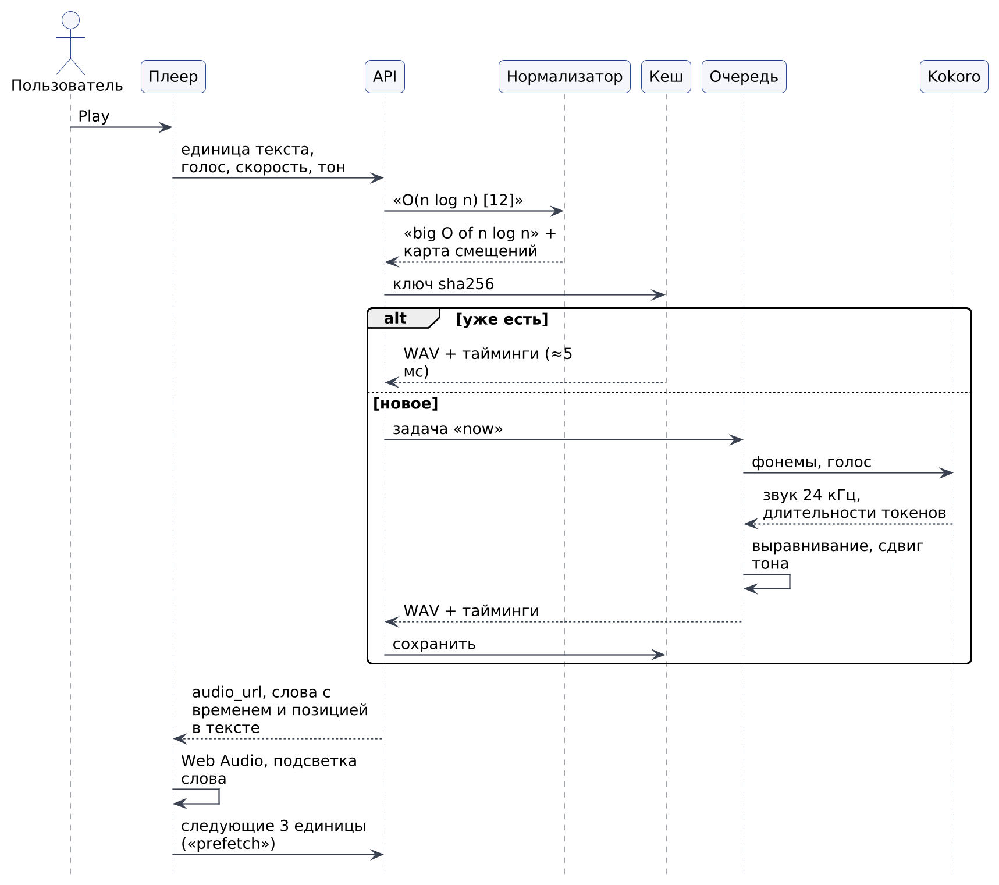 Пользователь
Плеер
API
Нормализатор
Кеш
Очередь
Kokoro
Play
единица текста,
голос, скорость, тон
«O(n log n) [12]»
«big O of n log n» +
карта смещений
ключ sha256
alt
[уже есть]
WAV + тайминги (≈5
мс)
[новое]
задача «now»
фонемы, голос
звук 24 кГц,
длительности токенов
выравнивание, сдвиг
тона
WAV + тайминги
сохранить
audio_url, слова с
временем и позицией
в тексте
Web Audio, подсветка
слова
следующие 3 единицы
(«prefetch»)